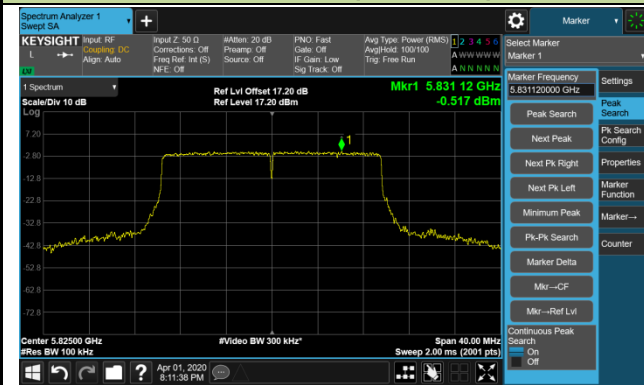 Spectrum Analyzer 1
Swept SA
Marker
KEYSIGHT
L
LV
Input: RF
Coupling: DC
Align: Auto
Input Z: 50 Ω
Corrections: Off
Freq Ref: Int (S)
NFE: Off
#Atten: 20 dB
Preamp: Off
Source: Off
PNO: Fast
Gate: Off
IF Gain: Low
Sig Track: Off
Avg Type: Power (RMS)
Avg|Hold: 100/100
Trig: Free Run
1 2 3 4 5 6
A W W W W W
A N N N N N
Select Marker
Marker 1
1 Spectrum
Scale/Div 10 dB
Log
Ref Lvl Offset 17.20 dB
Ref Level 17.20 dBm
Mkr1 5.831 12 GHz
-0.517 dBm
7.20
-2.80
-12.8
-22.8
-32.8
-42.8
-52.8
-62.8
-72.8
1
Center 5.82500 GHz
#Res BW 100 kHz
#Video BW 300 kHz*
Span 40.00 MHz
Sweep 2.00 ms (2001 pts)
Marker Frequency
5.831120000 GHz
Peak Search
Next Peak
Next Pk Right
Next Pk Left
Minimum Peak
Pk-Pk Search
Marker Delta
Mkr→CF
Mkr→Ref Lvl
Continuous Peak
Search
On
Off
Settings
Peak
Search
Pk Search
Config
Properties
Marker
Function
Marker→
Counter
?
Apr 01, 2020
8:11:38 PM